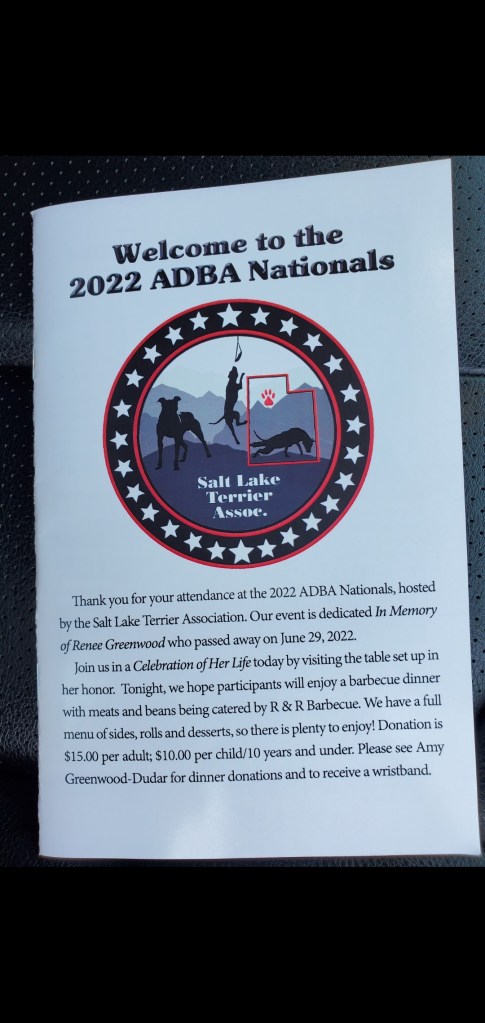 Welcome to the
2022 ADBA Nationals
Salt Lake
Terrier
Assoc.
Thank you for your attendance at the 2022 ADBA Nationals, hosted
by the Salt Lake Terrier Association. Our event is dedicated In Memory
of Renee Greenwood who passed away on June 29, 2022.
Join us in a Celebration of Her Life today by visiting the table set up in
her honor. Tonight, we hope participants will enjoy a barbecue dinner
with meats and beans being catered by R & R Barbecue. We have a full
menu of sides, rolls and desserts, so there is plenty to enjoy! Donation is
$15.00 per adult; $10.00 per child/10 years and under. Please see Amy
Greenwood-Dudar for dinner donations and to receive a wristband.